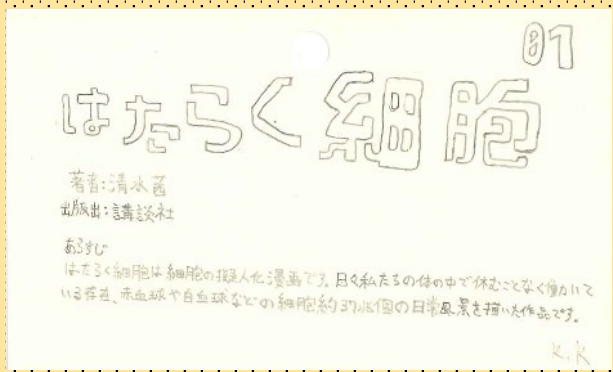 01
はたらく細胞
著者:清水茜
出版出:講談社
あらすじ
はたらく細胞は細胞の擬人化漫画です。日々私たちの体の中で休むことなく働いて
いる存在、赤血球や白血球などの細胞約37兆個の日常風景を描いた作品です。
K.K